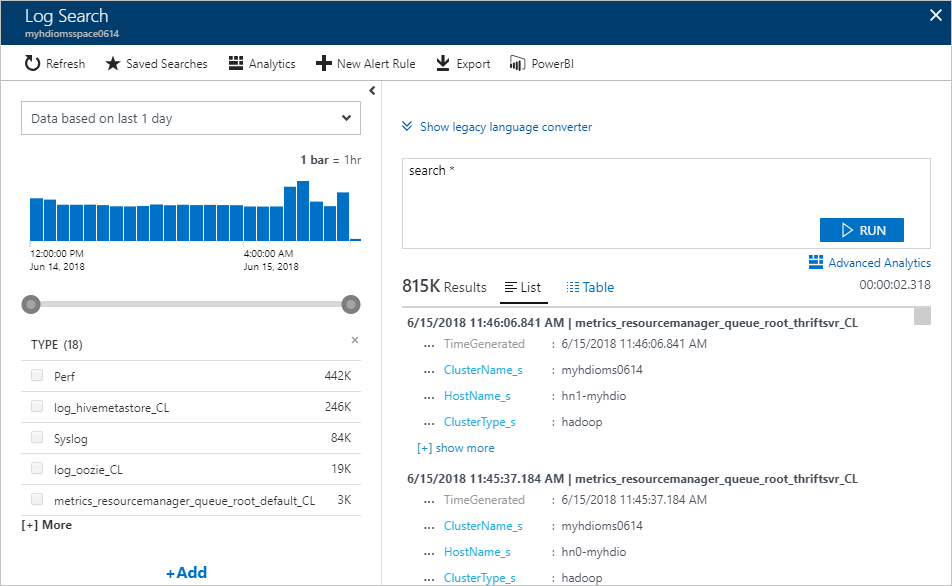 Log Search
myhdiomsspace0614
Refresh
Saved Searches
Analytics
New Alert Rule
Export
PowerBI
Data based on last 1 day
1 bar = 1hr
12:00:00 PM
Jun 14, 2018
4:00:00 AM
Jun 15, 2018
TYPE (18)
Perf 442K
log_hivemetastore_CL 246K
Syslog 84K
log_oozie_CL 19K
metrics_resourcemanager_queue_root_default_CL 3K
[+] More
+Add
Show legacy language converter
search *
RUN
Advanced Analytics
815K Results List Table 00:00:02.318
6/15/2018 11:46:06.841 AM | metrics_resourcemanager_queue_root_thriftsvr_CL
... TimeGenerated : 6/15/2018 11:46:06.841 AM
... ClusterName_s : myhdioms0614
... HostName_s : hn1-myhdio
... ClusterType_s : hadoop
[+] show more
6/15/2018 11:45:37.184 AM | metrics_resourcemanager_queue_root_thriftsvr_CL
... TimeGenerated : 6/15/2018 11:45:37.184 AM
... ClusterName_s : myhdioms0614
... HostName_s : hn0-myhdio
... ClusterType_s : hadoop